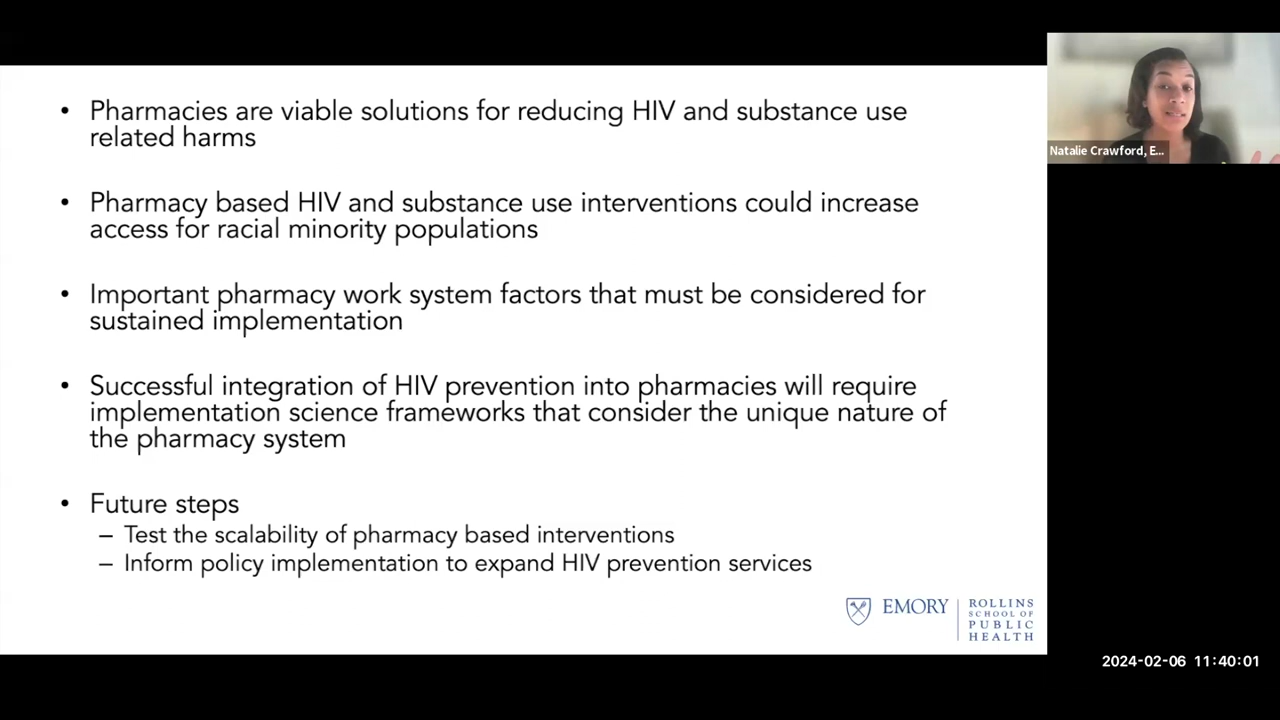 • Pharmacies are viable solutions for reducing HIV and substance use
related harms
• Pharmacy based HIV and substance use interventions could increase
access for racial minority populations
• Important pharmacy work system factors that must be considered for
sustained implementation
• Successful integration of HIV prevention into pharmacies will require
implementation science frameworks that consider the unique nature of
the pharmacy system
• Future steps
– Test the scalability of pharmacy based interventions
– Inform policy implementation to expand HIV prevention services
EMORY
ROLLINS
SCHOOL OF
PUBLIC
HEALTH
Natalie Crawford, E...
2024-02-06 11:40:01